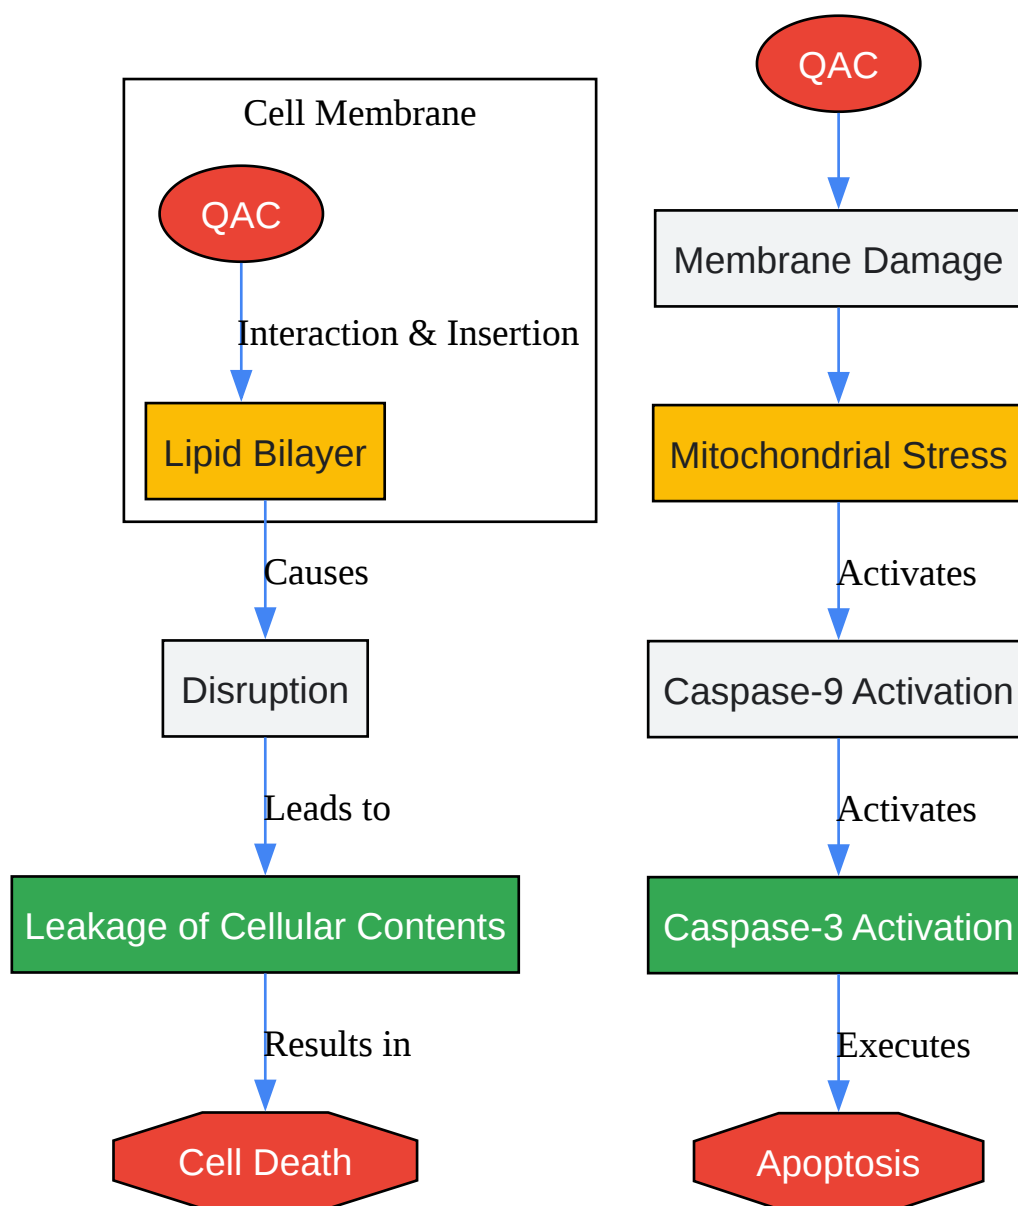 Cell Membrane
QAC
Interaction & Insertion
Lipid Bilayer
Causes
Disruption
Leads to
Leakage of Cellular Contents
Results in
Cell Death
QAC
Membrane Damage
Mitochondrial Stress
Activates
Caspase-9 Activation
Activates
Caspase-3 Activation
Executes
Apoptosis